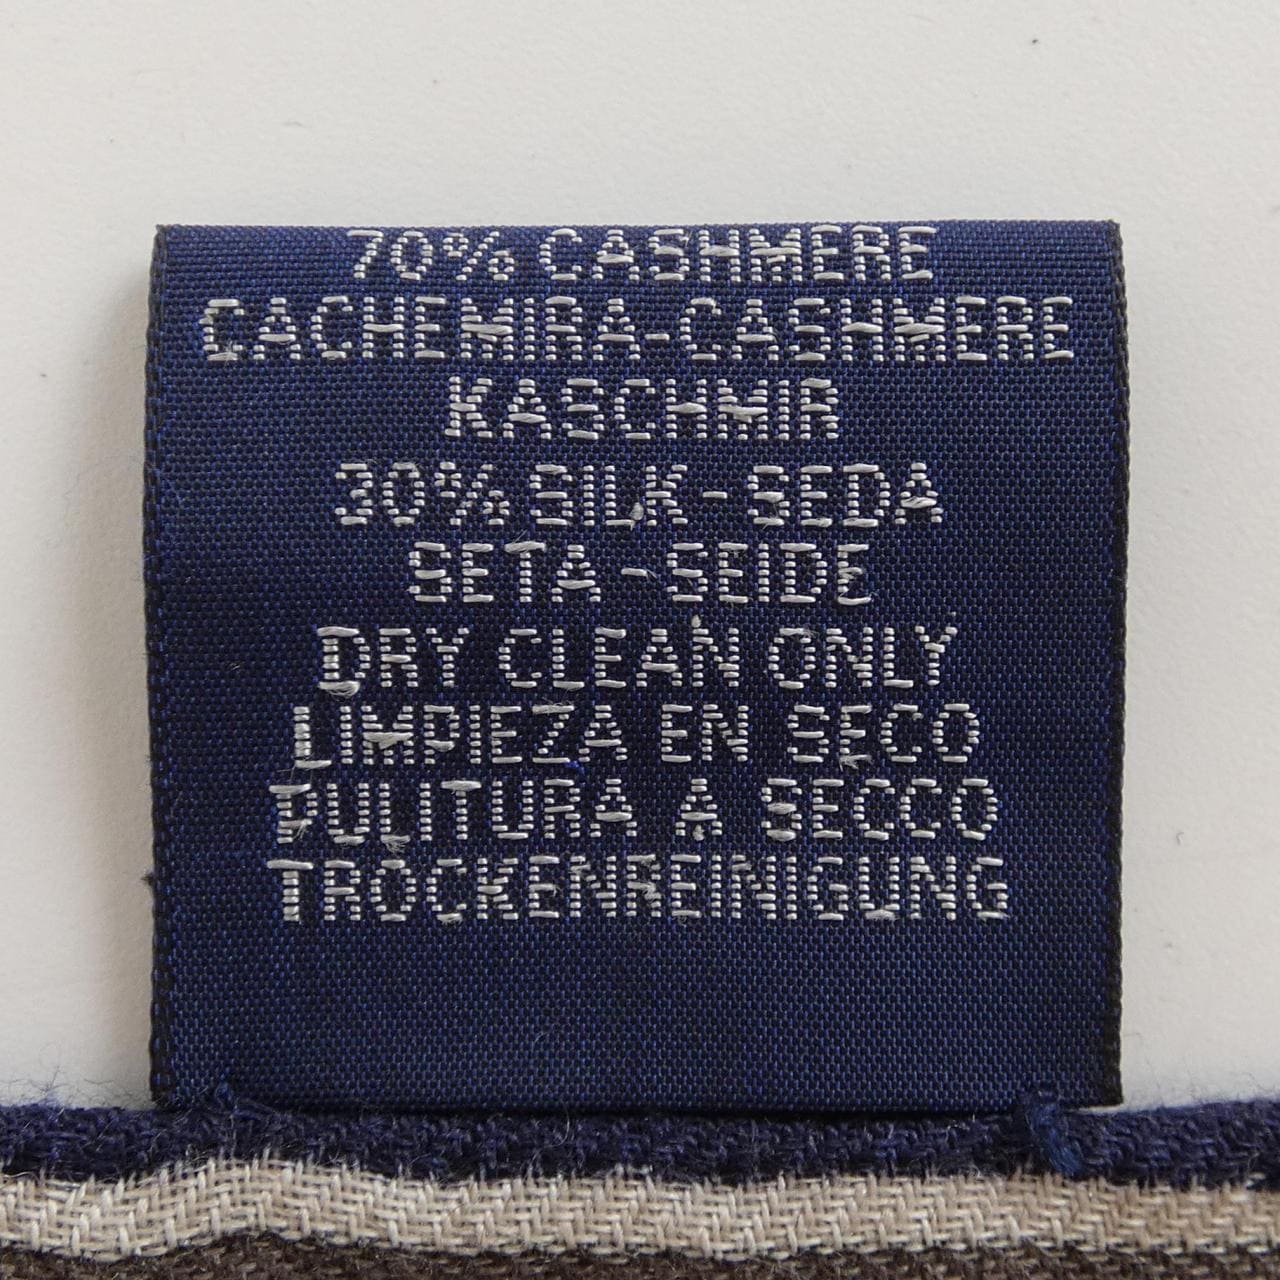 70% CASHMERE
CACHEMIRA-CASHMERE
KASCHMIR
30% SILK - SEDA
SETA - SEIDE
DRY CLEAN ONLY
LIMPIEZA EN SECO
PULITURA A SECCO
TROCKENREINIGUNG